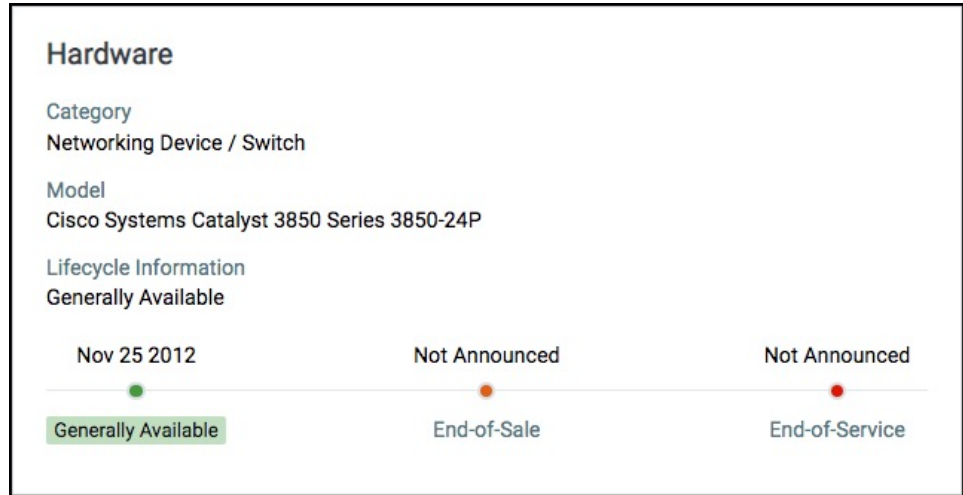 Hardware
Category
Networking Device / Switch
Model
Cisco Systems Catalyst 3850 Series 3850-24P
Lifecycle Information
Generally Available
Nov 25 2012 Not Announced Not Announced
Generally Available End-of-Sale End-of-Service